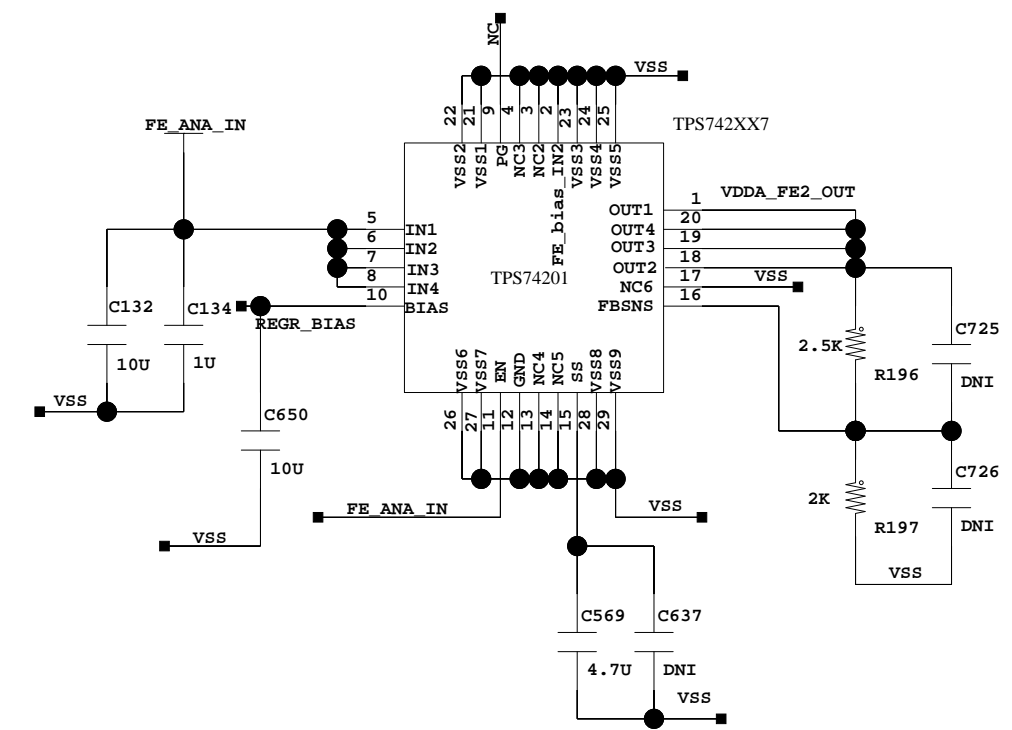 NC
VSS
22
21
9
4
3
2
23
24
25
TPS742XX7
FE_ANA_IN
VSS2
VSS1
PG
NC3
NC2
FE_bias_IN2
VSS3
VSS4
VSS5
5
6
7
8
10
IN1
IN2
IN3
IN4
BIAS
TPS74201
OUT1
OUT4
OUT3
OUT2
NC6
FBSNS
1
20
19
18
17
16
VDDA_FE2_OUT
VSS
C132
10U
C134
1U
REGR_BIAS
VSS
C650
10U
VSS
VSS6
VSS7
EN
GND
NC4
NC5
SS
VSS8
VSS9
26
27
11
12
13
14
15
28
29
FE_ANA_IN
VSS
2.5K
R196
C725
DNI
2K
R197
C726
DNI
VSS
C569
4.7U
C637
DNI
VSS